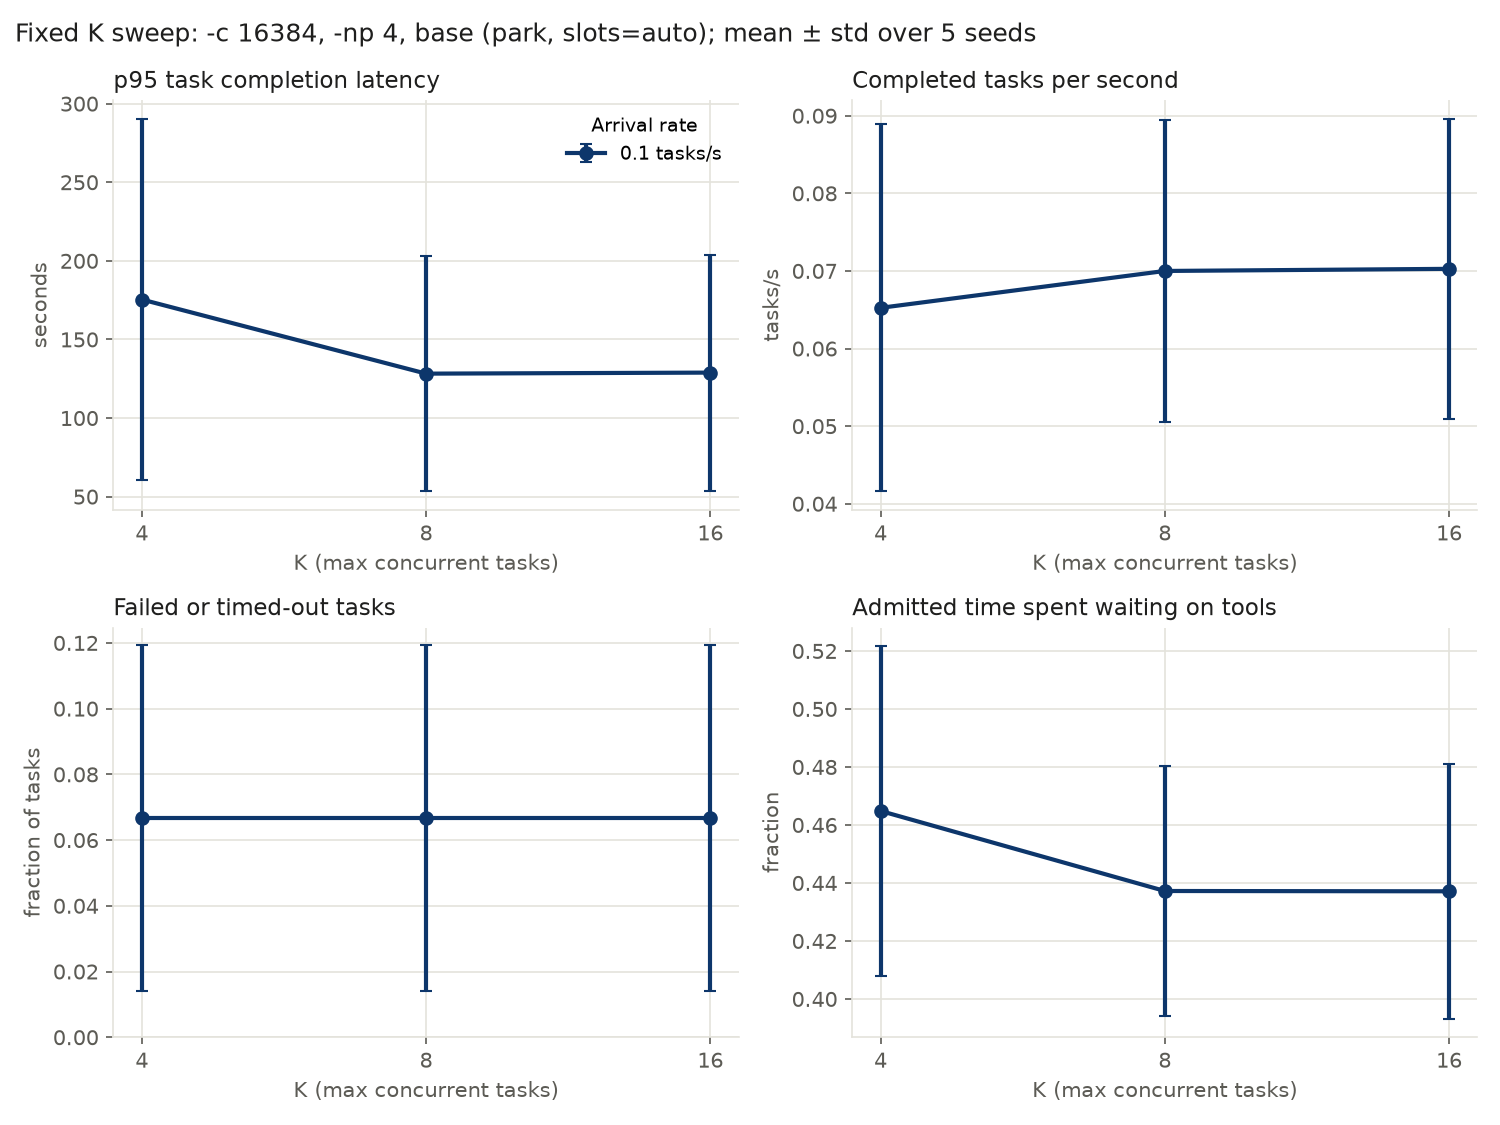 Fixed K sweep: -c 16384, -np 4, base (park, slots=auto); mean ± std over 5 seeds
p95 task completion latency
300
250
200
150
100
50
seconds
4
8
16
K (max concurrent tasks)
Arrival rate
0.1 tasks/s
Completed tasks per second
0.09
0.08
0.07
0.06
0.05
0.04
tasks/s
4
8
16
K (max concurrent tasks)
Failed or timed-out tasks
0.12
0.10
0.08
0.06
0.04
0.02
0.00
fraction of tasks
4
8
16
K (max concurrent tasks)
Admitted time spent waiting on tools
0.52
0.50
0.48
0.46
0.44
0.42
0.40
fraction
4
8
16
K (max concurrent tasks)